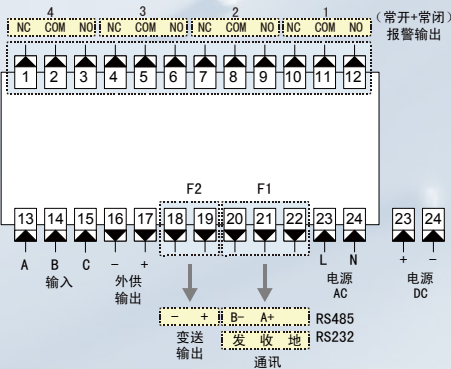 4 3 2 1 (常开+常闭)
NC COM NO NC COM NO NC COM NO NC COM NO 报警输出
1 2 3 4 5 6 7 8 9 10 11 12
F2 F1
13 14 15 16 17 18 19 20 21 22 23 24 23 24
A B C - + L N + -
输入 外供 电源 电源
输出 AC DC
- + B- A+ RS485
变送 发 收 地 RS232
输出 通讯